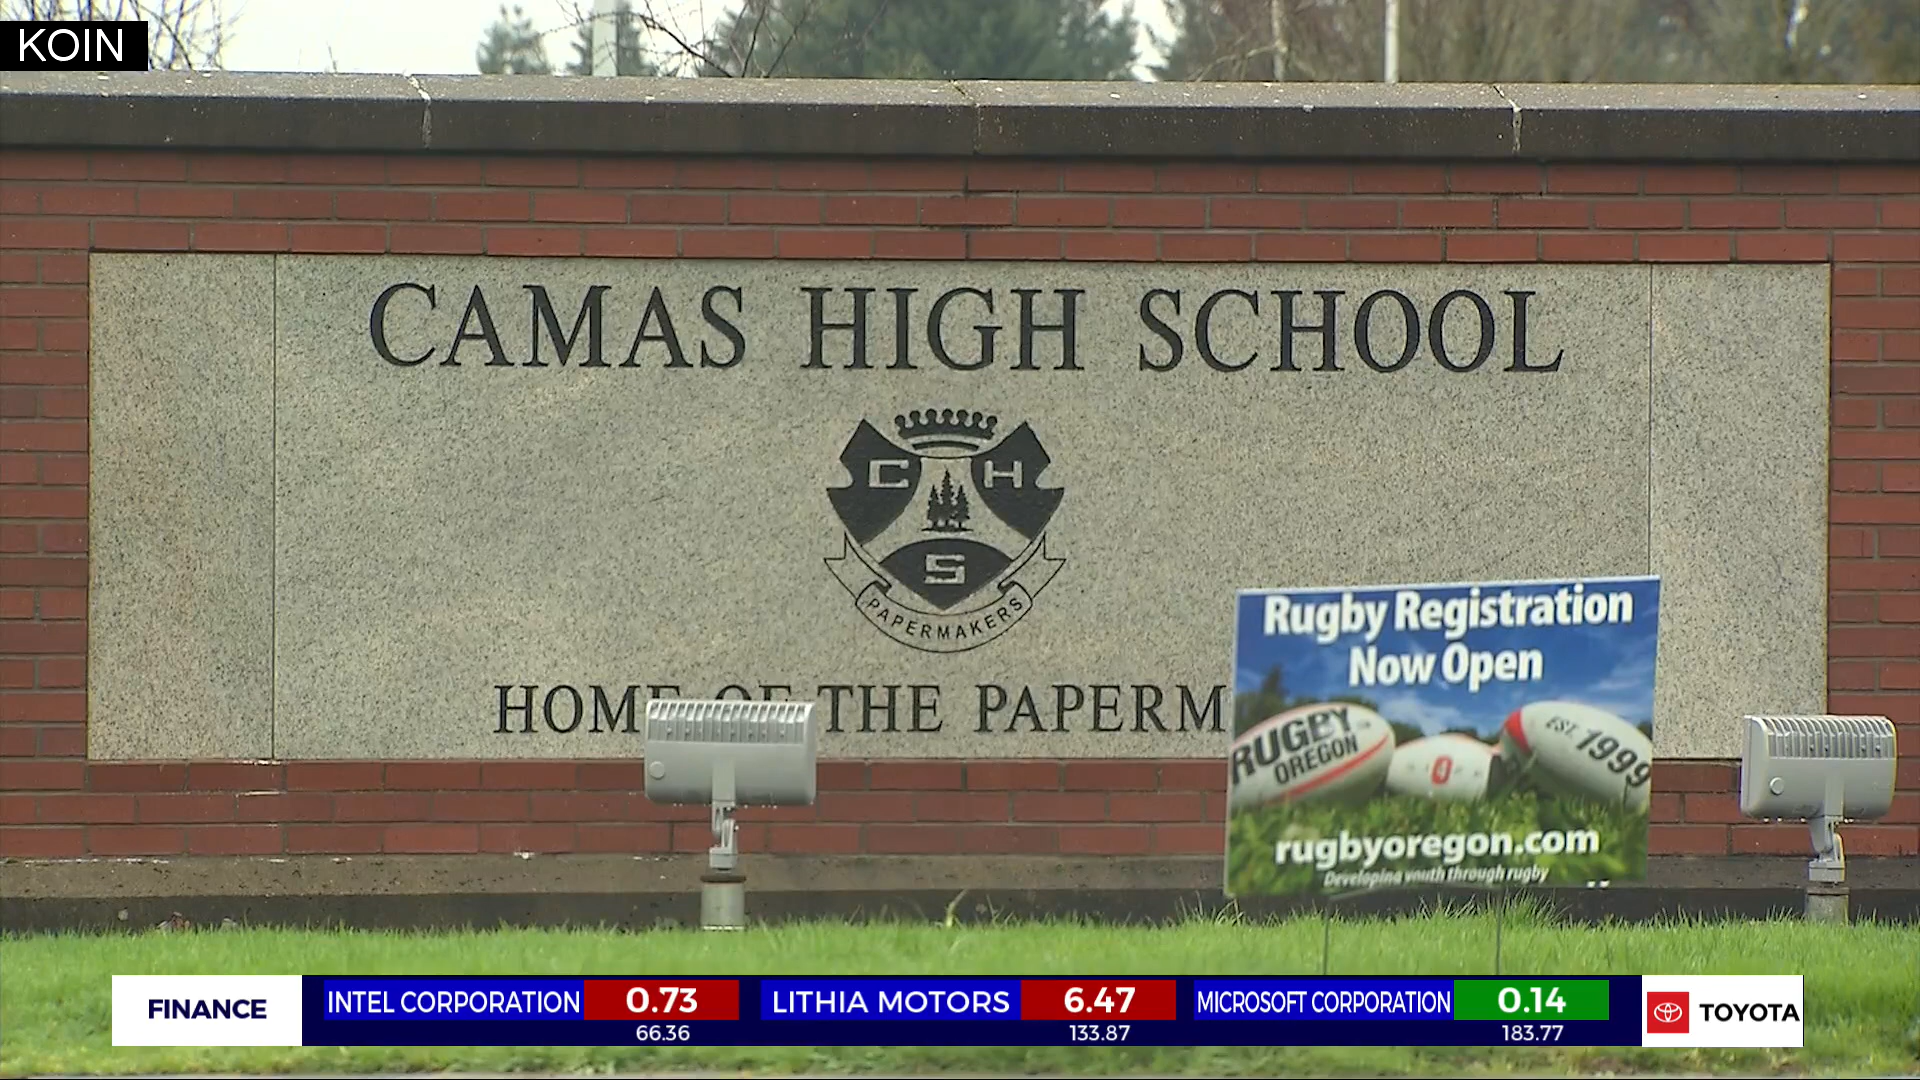 KOIN
CAMAS HIGH SCHOOL
C H
S
PAPERMAKERS
HOME OF THE PAPERM
Rugby Registration
Now Open
RUGBY
OREGON
O
EST. 1999
rugbyoregon.com
Developing youth through rugby
FINANCE
INTEL CORPORATION 0.73
66.36
LITHIA MOTORS 6.47
133.87
MICROSOFT CORPORATION 0.14
183.77
TOYOTA